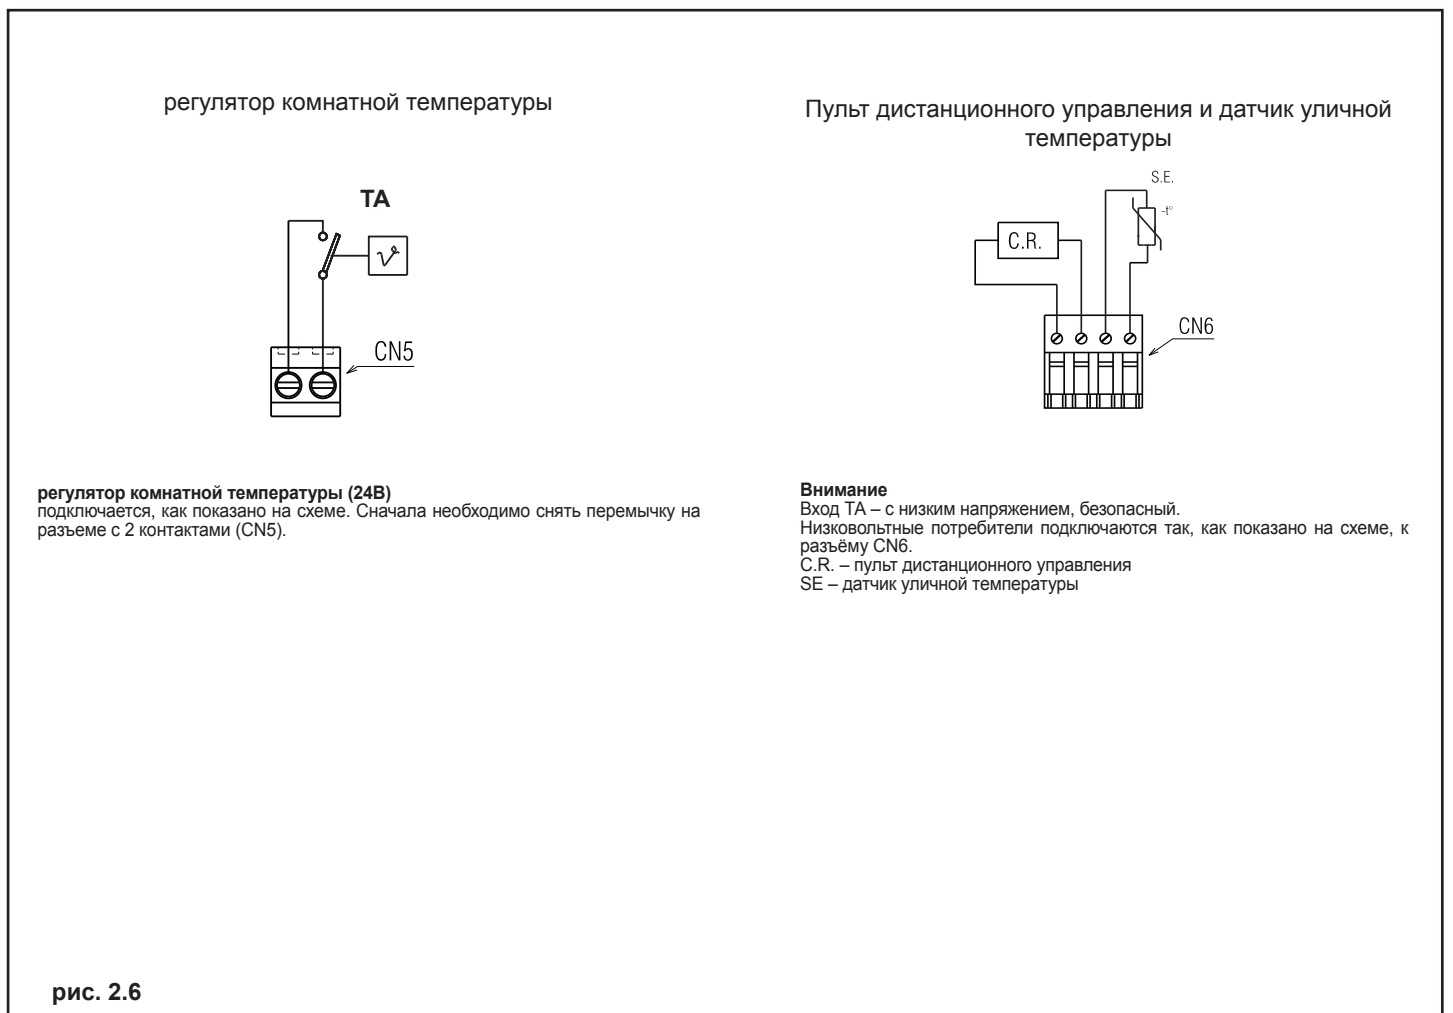 регулятор комнатной температуры
TA
CN5
регулятор комнатной температуры (24В)
подключается, как показано на схеме. Сначала необходимо снять перемычку на
разъеме с 2 контактами (CN5).
Пульт дистанционного управления и датчик уличной
температуры
S.E.
-t°
C.R.
CN6
Внимание
Вход ТА – с низким напряжением, безопасный.
Низковольтные потребители подключаются так, как показано на схеме, к
разъёму CN6.
C.R. – пульт дистанционного управления
SE – датчик уличной температуры
рис. 2.6